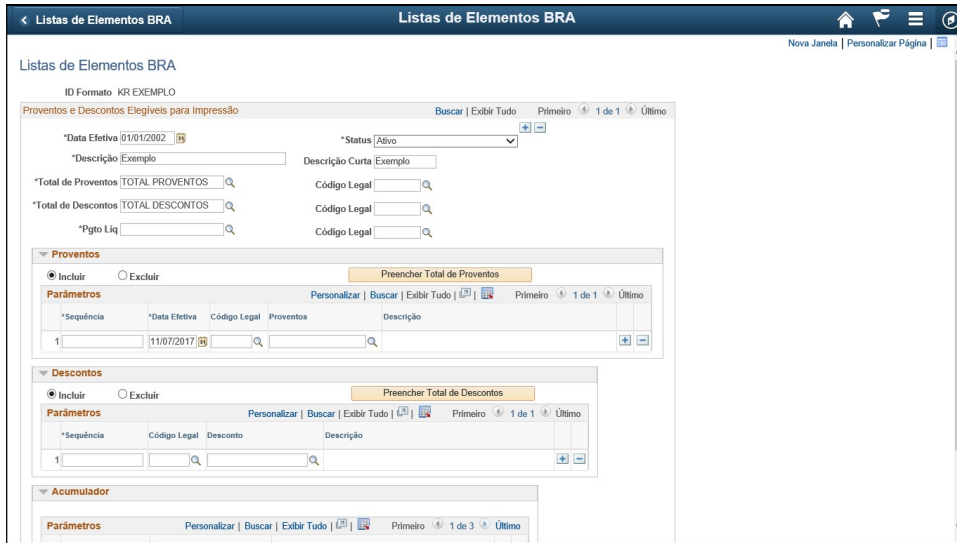 Listas de Elementos BRA
Listas de Elementos BRA
Nova Janela | Personalizar Página |
Listas de Elementos BRA
ID Formato KR EXEMPLO
Proventos e Descontos Elegíveis para Impressão Buscar | Exibir Tudo Primeiro 1 de 1 Último
*Data Efetiva 01/01/2002 *Status Ativo
*Descrição Exemplo Descrição Curta Exemplo
*Total de Proventos TOTAL PROVENTOS Código Legal
*Total de Descontos TOTAL DESCONTOS Código Legal
*Pgto Líq Código Legal
Proventos
Incluir Excluir Preencher Total de Proventos
Parâmetros Personalizar | Buscar | Exibir Tudo | | Primeiro 1 de 1 Último
*Sequência *Data Efetiva Código Legal Proventos Descrição
1 11/07/2017
Descontos
Incluir Excluir Preencher Total de Descontos
Parâmetros Personalizar | Buscar | Exibir Tudo | | Primeiro 1 de 1 Último
*Sequência Código Legal Desconto Descrição
1
Acumulador
Parâmetros Personalizar | Buscar | Exibir Tudo | | Primeiro 1 de 3 Último